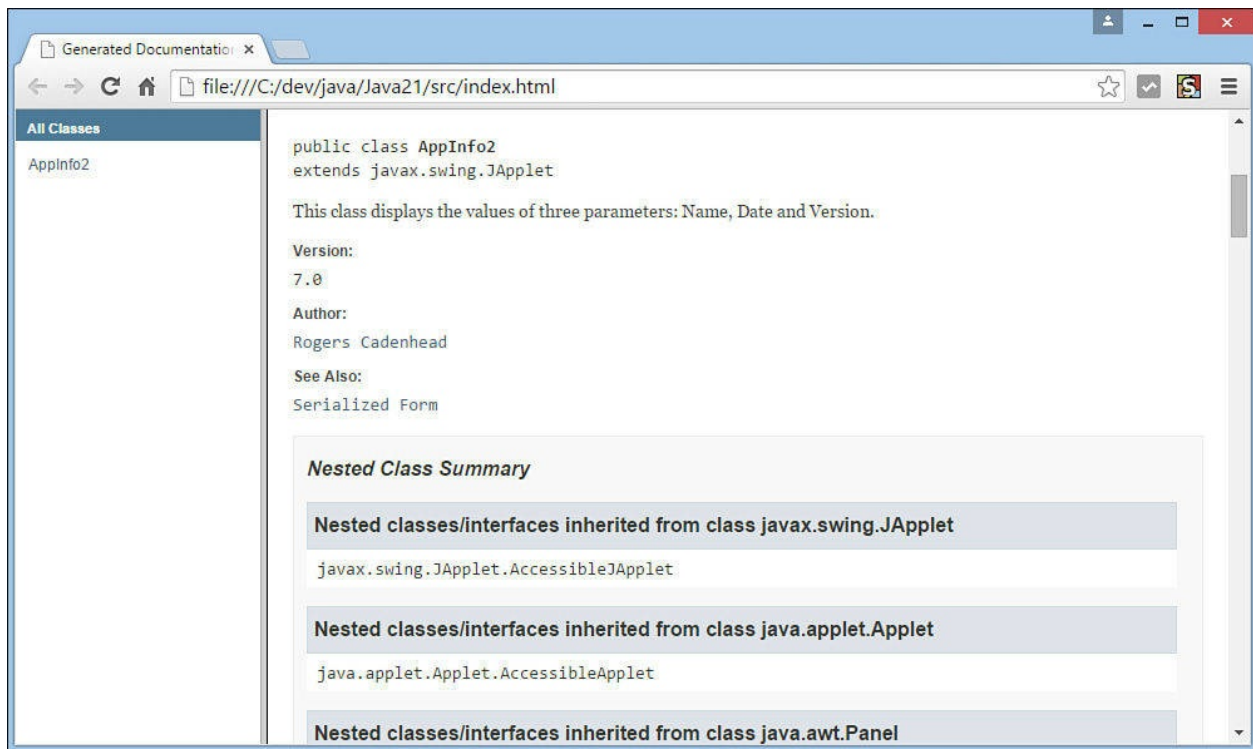 Generated Documentation
file:///C:/dev/java/Java21/src/index.html
All Classes
AppInfo2
public class AppInfo2
extends javax.swing.JApplet
This class displays the values of three parameters: Name, Date and Version.
Version:
7.0
Author:
Rogers Cadenhead
See Also:
Serialized Form
Nested Class Summary
Nested classes/interfaces inherited from class javax.swing.JApplet
javax.swing.JApplet.AccessibleJApplet
Nested classes/interfaces inherited from class java.applet.Applet
java.applet.Applet.AccessibleApplet
Nested classes/interfaces inherited from class java.awt.Panel